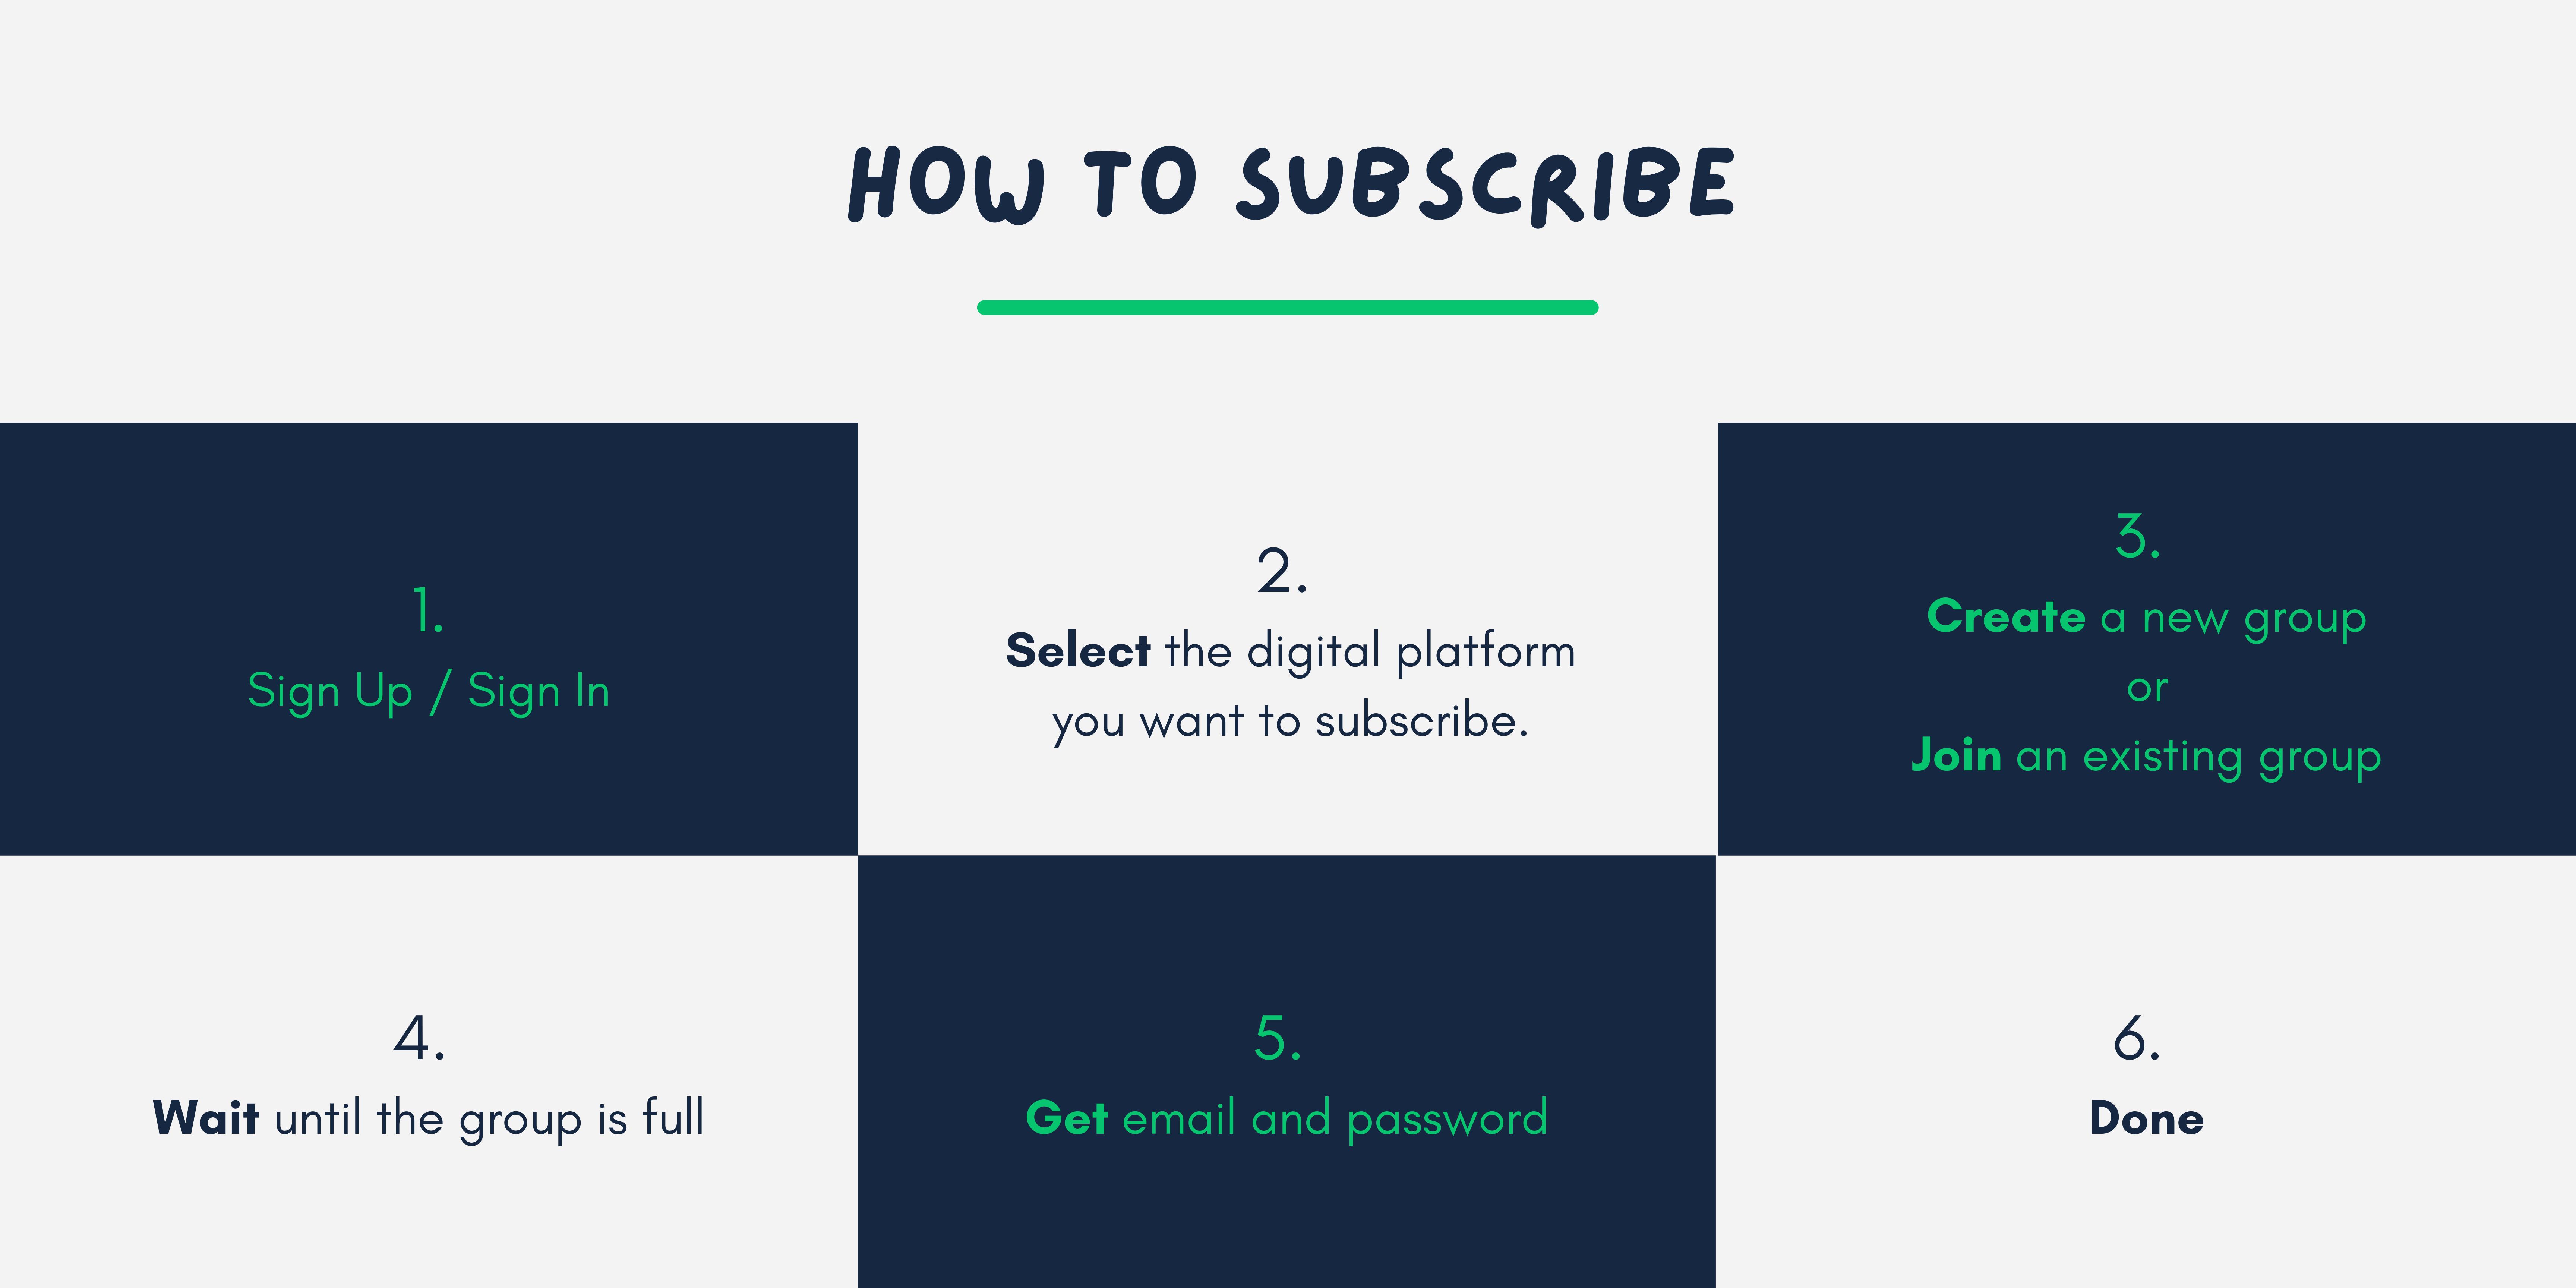 HOW TO SUBSCRIBE
1.
Sign Up / Sign In
2.
Select the digital platform
you want to subscribe.
3.
Create a new group
or
Join an existing group
4.
Wait until the group is full
5.
Get email and password
6.
Done